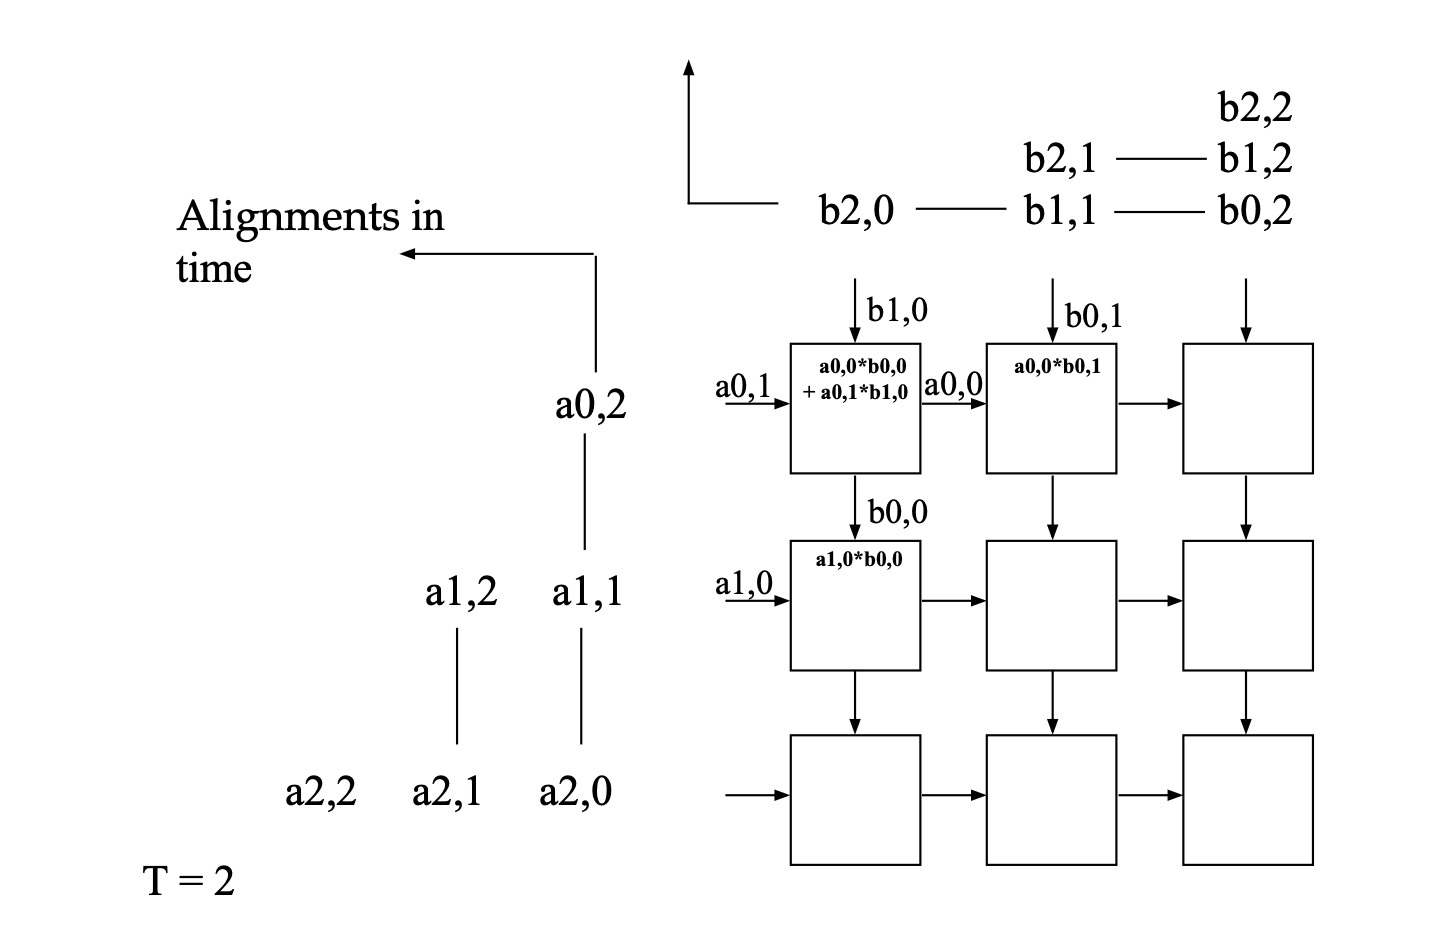 b2,2
b2,1 b1,2
b2,0 b1,1 b0,2
Alignments in
time
b1,0 b0,1
a0,2
a0,1
a0,0*b0,0
+ a0,1*b1,0
a0,0
a0,0*b0,1
b0,0
a1,2 a1,1
a1,0
a1,0*b0,0
a2,2 a2,1 a2,0
T = 2